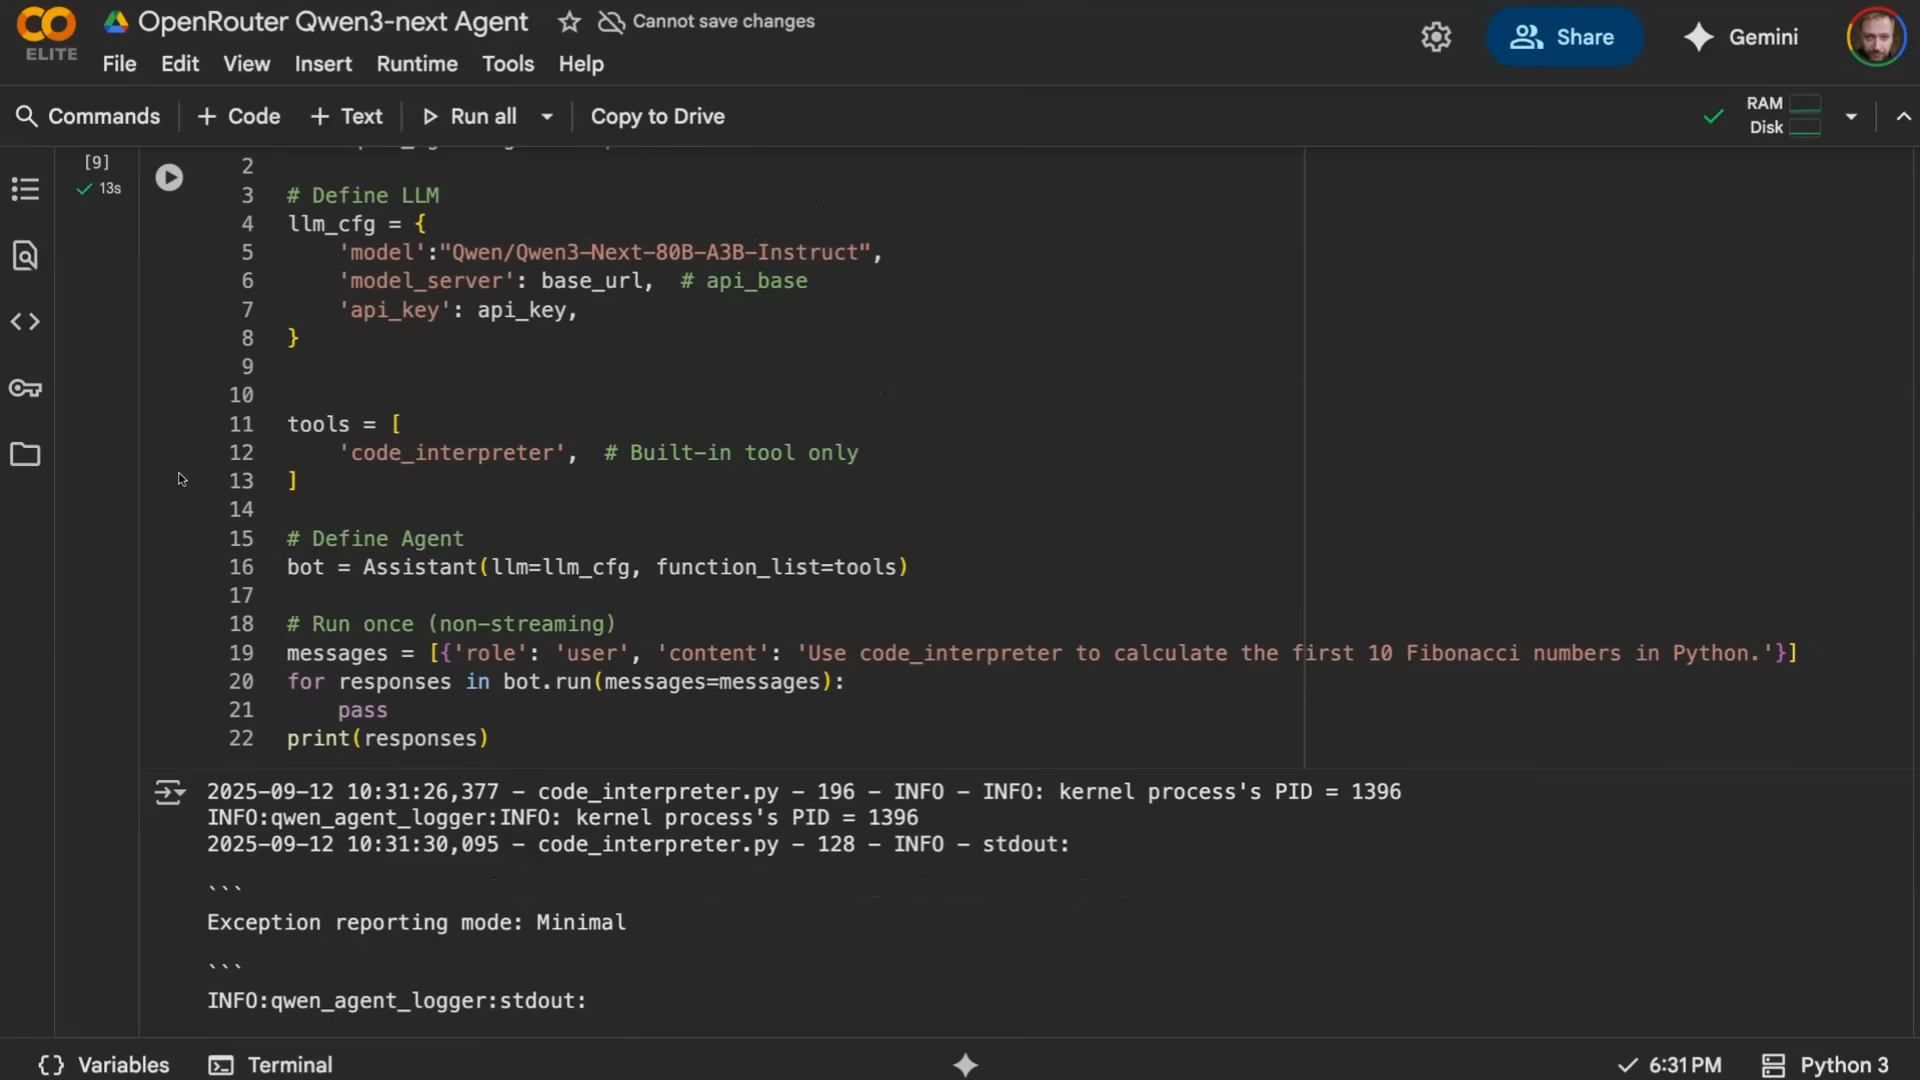 OpenRouter Qwen3-next Agent
Cannot save changes
ELITE
File Edit View Insert Runtime Tools Help
Share
Gemini
Commands + Code + Text Run all Copy to Drive
RAM
Disk
[9]
13s
2
3 # Define LLM
4 llm_cfg = {
5 'model':"Qwen/Qwen3-Next-80B-A3B-Instruct",
6 'model_server': base_url, # api_base
7 'api_key': api_key,
8 }
9
10
11 tools = [
12 'code_interpreter', # Built-in tool only
13 ]
14
15 # Define Agent
16 bot = Assistant(llm=llm_cfg, function_list=tools)
17
18 # Run once (non-streaming)
19 messages = [{'role': 'user', 'content': 'Use code_interpreter to calculate the first 10 Fibonacci numbers in Python.'}]
20 for responses in bot.run(messages=messages):
21 pass
22 print(responses)
2025-09-12 10:31:26,377 - code_interpreter.py - 196 - INFO - INFO: kernel process's PID = 1396
INFO:qwen_agent_logger:INFO: kernel process's PID = 1396
2025-09-12 10:31:30,095 - code_interpreter.py - 128 - INFO - stdout:
```
Exception reporting mode: Minimal
```
INFO:qwen_agent_logger:stdout:
{} Variables Terminal
6:31 PM Python 3